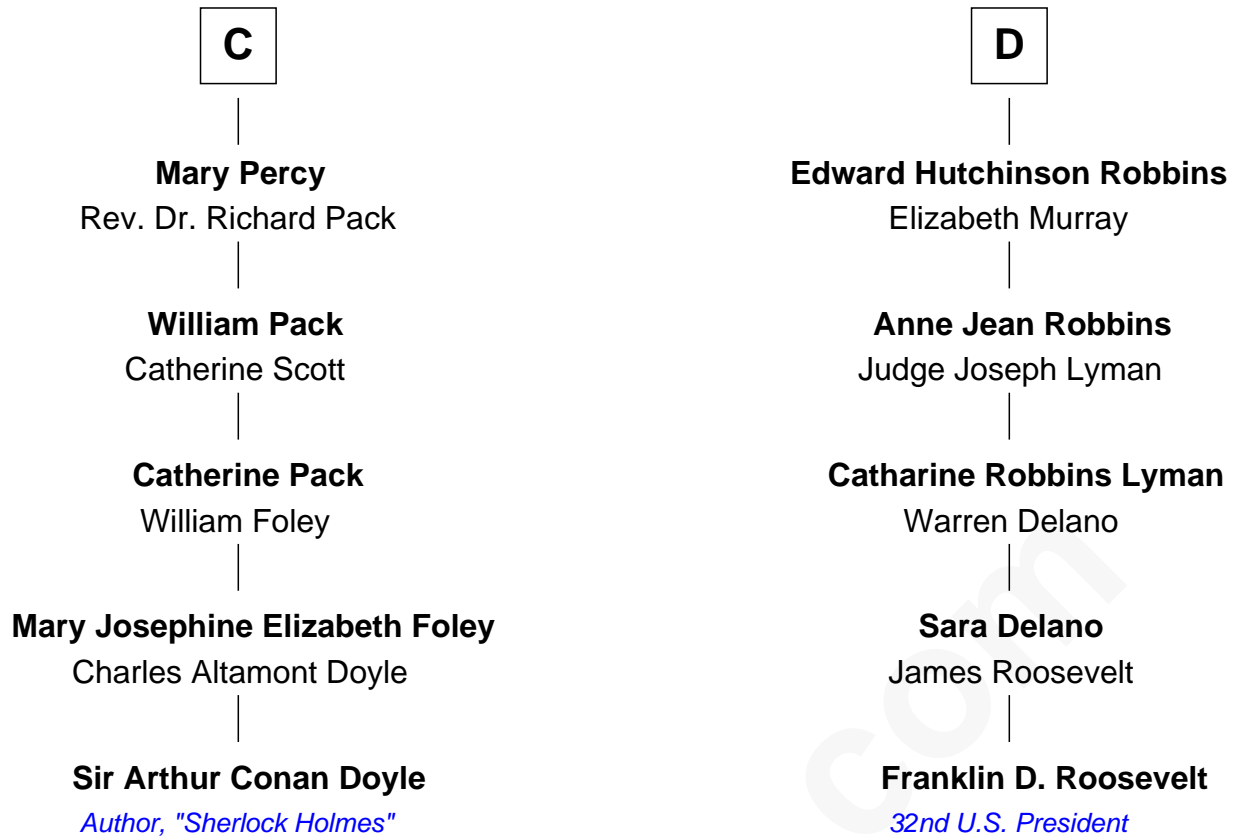 C
Mary Percy
Rev. Dr. Richard Pack
William Pack
Catherine Scott
Catherine Pack
William Foley
Mary Josephine Elizabeth Foley
Charles Altamont Doyle
Sir Arthur Conan Doyle
Author, "Sherlock Holmes"
D
Edward Hutchinson Robbins
Elizabeth Murray
Anne Jean Robbins
Judge Joseph Lyman
Catharine Robbins Lyman
Warren Delano
Sara Delano
James Roosevelt
Franklin D. Roosevelt
32nd U.S. President
com